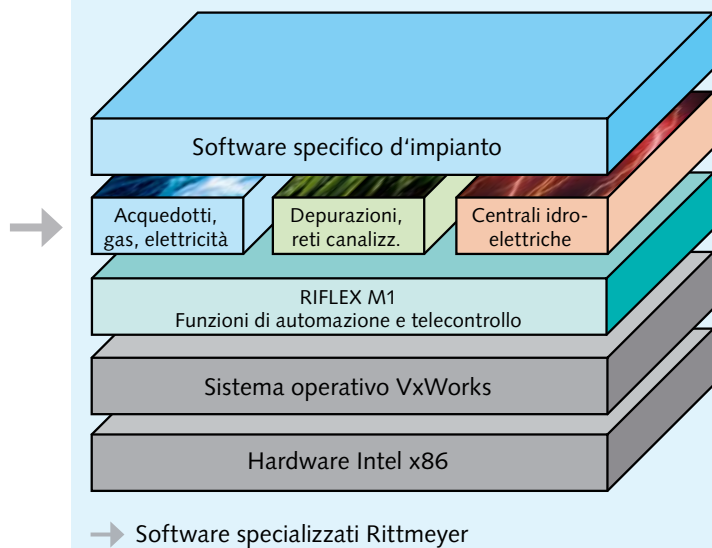 Software specifico d‘impianto
Acquedotti,
gas, elettricità
Depurazioni,
reti canalizz.
Centrali idro-
elettriche
RIFLEX M1
Funzioni di automazione e telecontrollo
Sistema operativo VxWorks
Hardware Intel x86
Software specializzati Rittmeyer